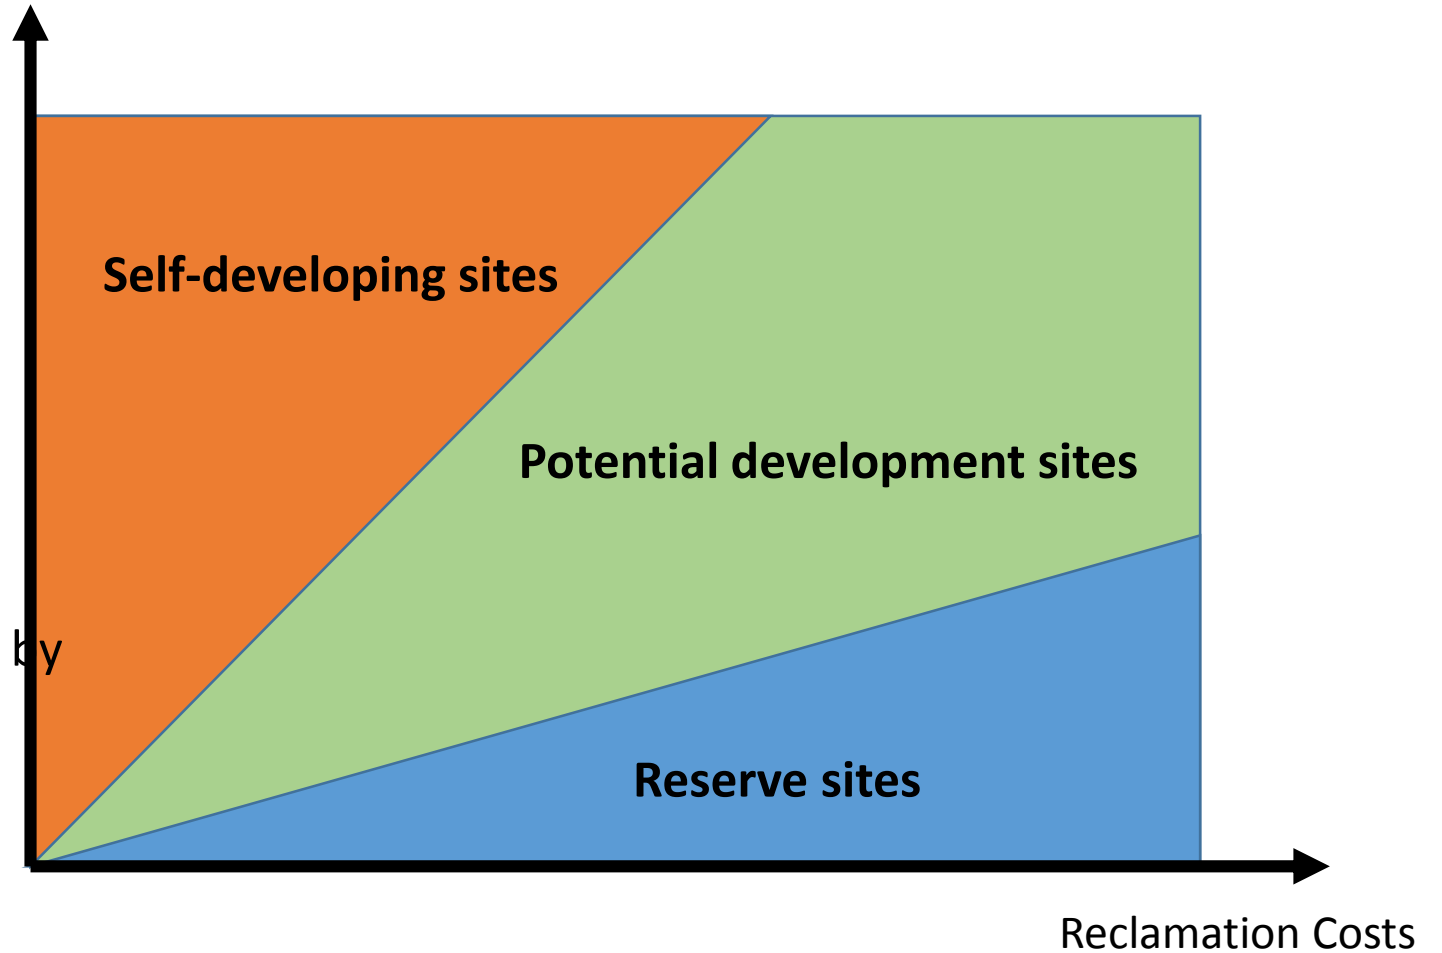 Self-developing sites
Potential development sites
by
Reserve sites
Reclamation Costs